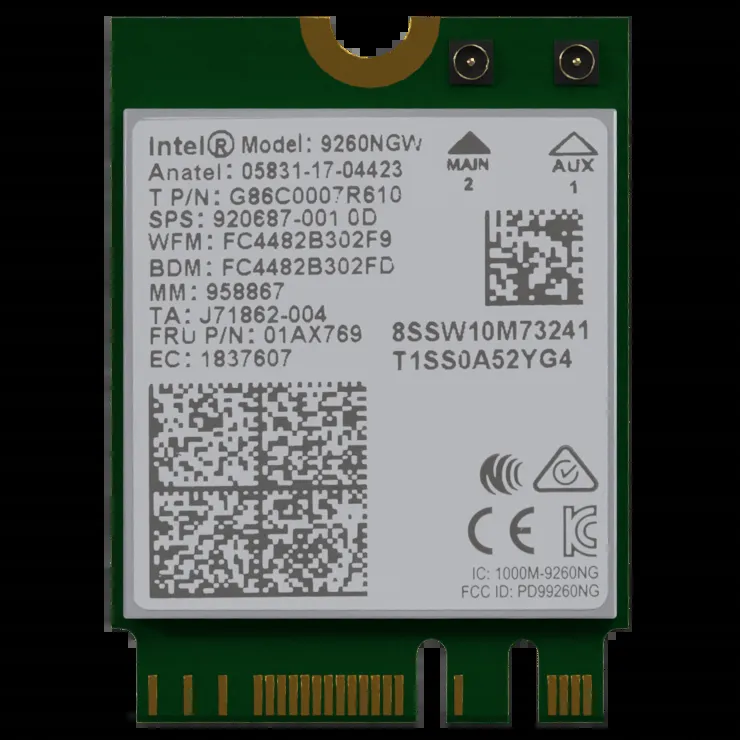 Intel® Model: 9260NGW
Anatel: 05831-17-04423
T P/N: G86C0007R610
SPS: 920687-001 0D
WFM: FC4482B302F9
BDM: FC4482B302FD
MM: 958867
TA: J71862-004
FRU P/N: 01AX769
EC: 1837607
MAIN
2
AUX
1
8SSW10M73241
T1SS0A52YG4
CE
IC: 1000M-9260NG
FCC ID: PD99260NG